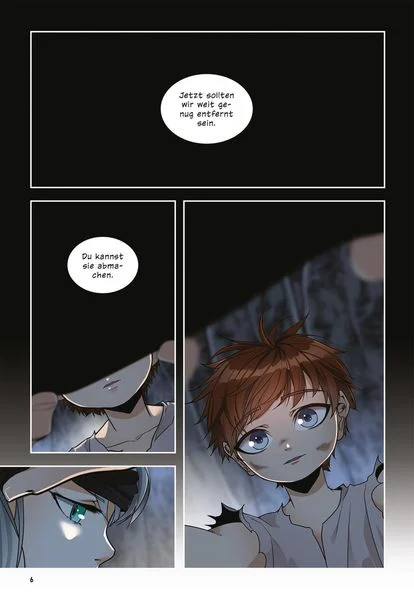 Jetzt sollten
wir weit ge-
nug entfernt
sein.
Du kannst
sie abma-
chen.
6